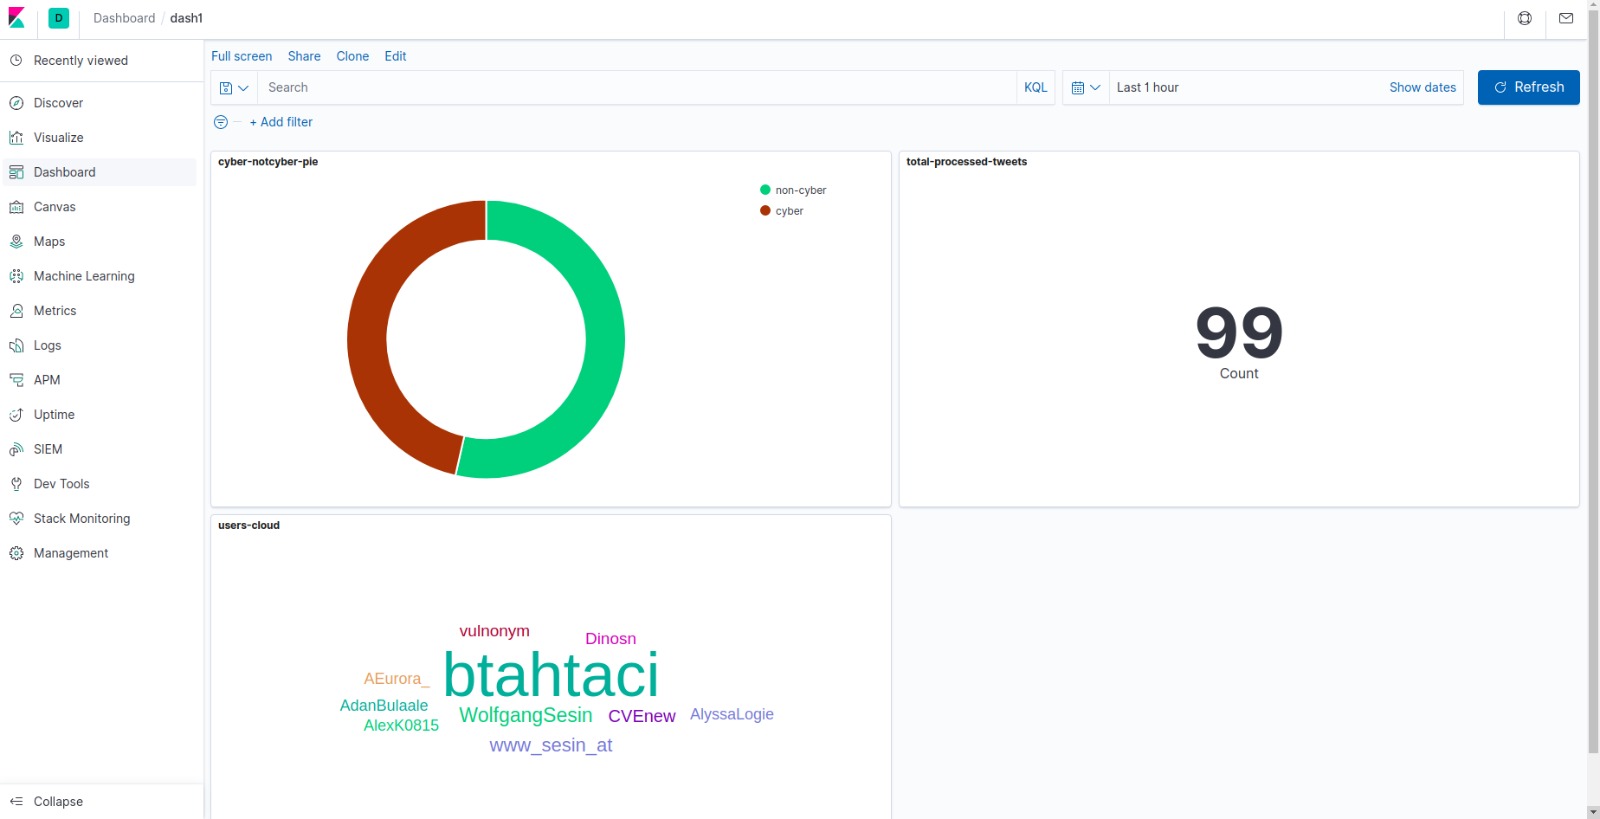 D Dashboard / dash1
Recently viewed
Discover
Visualize
Dashboard
Canvas
Maps
Machine Learning
Metrics
Logs
APM
Uptime
SIEM
Dev Tools
Stack Monitoring
Management
Collapse
Full screen Share Clone Edit
Search KQL Last 1 hour Show dates Refresh
+ Add filter
cyber-notcyber-pie
non-cyber
cyber
total-processed-tweets
99
Count
users-cloud
vulnonym
Dinosn
btahtaci
AEurora_
AdanBulaale
WolfgangSesin CVEnew AlyssaLogie
AlexK0815
www_sesin_at